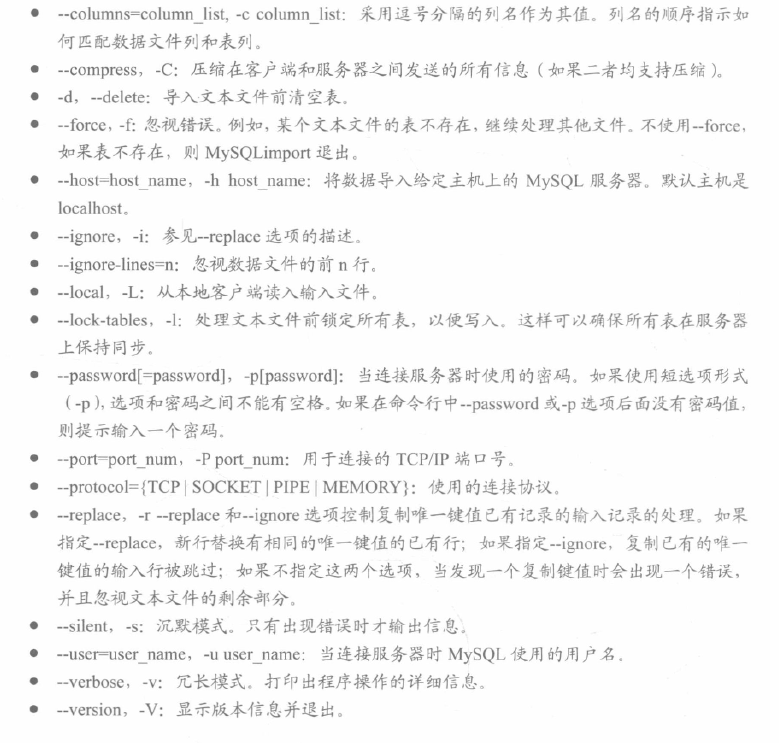 ● --columns=column_list, -c column_list：采用逗号分隔的列名作为其值。列名的顺序指示如
何匹配数据文件列和表列。
● --compress，-C：压缩在客户端和服务器之间发送的所有信息（如果二者均支持压缩）。
● -d，--delete：导入文本文件前清空表。
● --force，-f：忽视错误。例如，某个文本文件的表不存在，继续处理其他文件。不使用--force，
如果表不存在，则 MySQLimport 退出。
● --host=host_name，-h host_name：将数据导入给定主机上的 MySQL 服务器。默认主机是
localhost。
● --ignore，-i：参见--replace 选项的描述。
● --ignore-lines=n：忽视数据文件的前 n 行。
● --local，-L：从本地客户端读入输入文件。
● --lock-tables，-l：处理文本文件前锁定所有表，以便写入。这样可以确保所有表在服务器
上保持同步。
● --password[=password]，-p[password]：当连接服务器时使用的密码。如果使用短选项形式
（-p），选项和密码之间不能有空格。如果在命令行中--password 或-p 选项后面没有密码值，
则提示输入一个密码。
● --port=port_num，-P port_num：用于连接的 TCP/IP 端口号。
● --protocol={TCP | SOCKET | PIPE | MEMORY}：使用的连接协议。
● --replace，-r --replace 和--ignore 选项控制复制唯一键值已有记录的输入记录的处理。如果
指定--replace，新行替换有相同的唯一键值的已有行；如果指定--ignore，复制已有的唯一
键值的输入行被跳过；如果不指定这两个选项，当发现一个复制键值时会出现一个错误，
并且忽视文本文件的剩余部分。
● --silent，-s：沉默模式。只有出现错误时才输出信息。
● --user=user_name，-u user_name：当连接服务器时 MySQL 使用的用户名。
● --verbose，-v：冗长模式。打印出程序操作的详细信息。
● --version，-V：显示版本信息并退出。